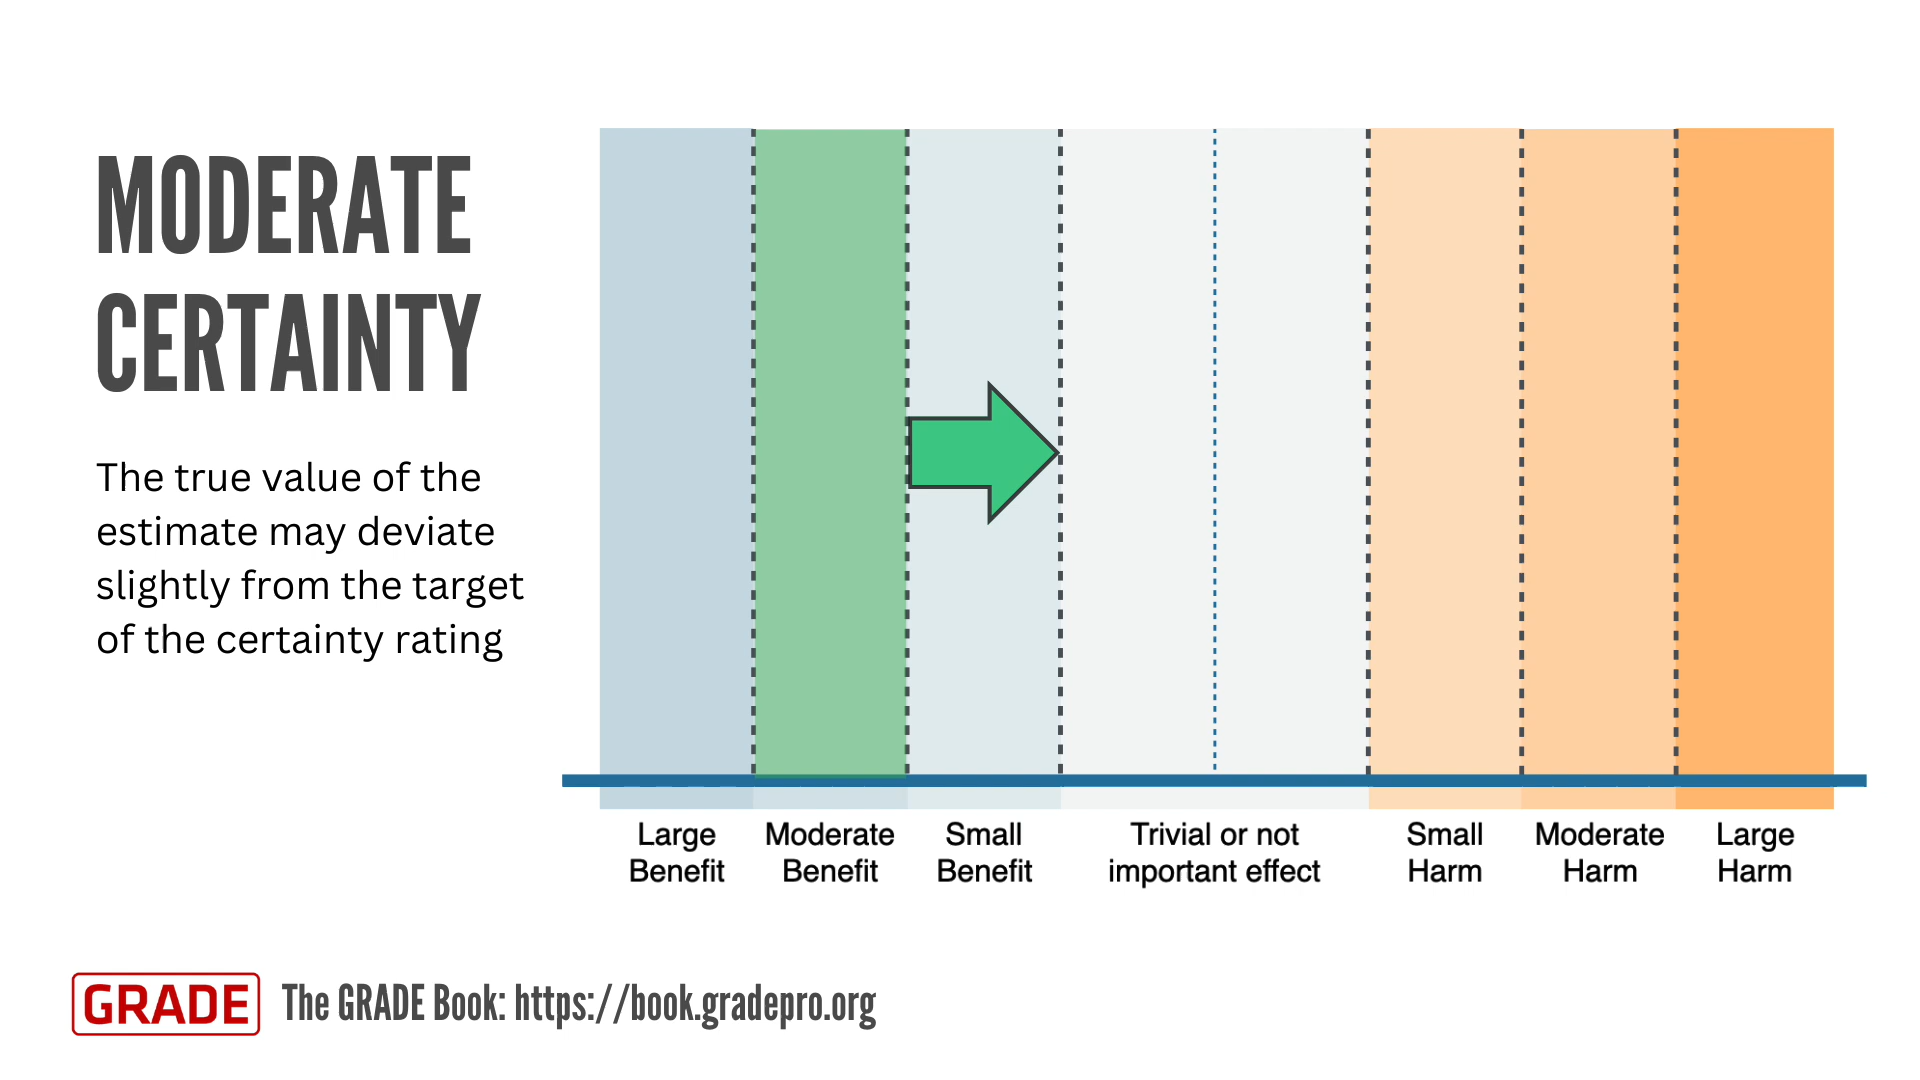 MODERATE
CERTAINTY
The true value of the
estimate may deviate
slightly from the target
of the certainty rating
Large
Benefit
Moderate
Benefit
Small
Benefit
Trivial or not
important effect
Small
Harm
Moderate
Harm
Large
Harm
GRADE
The GRADE Book: https://book.gradepro.org